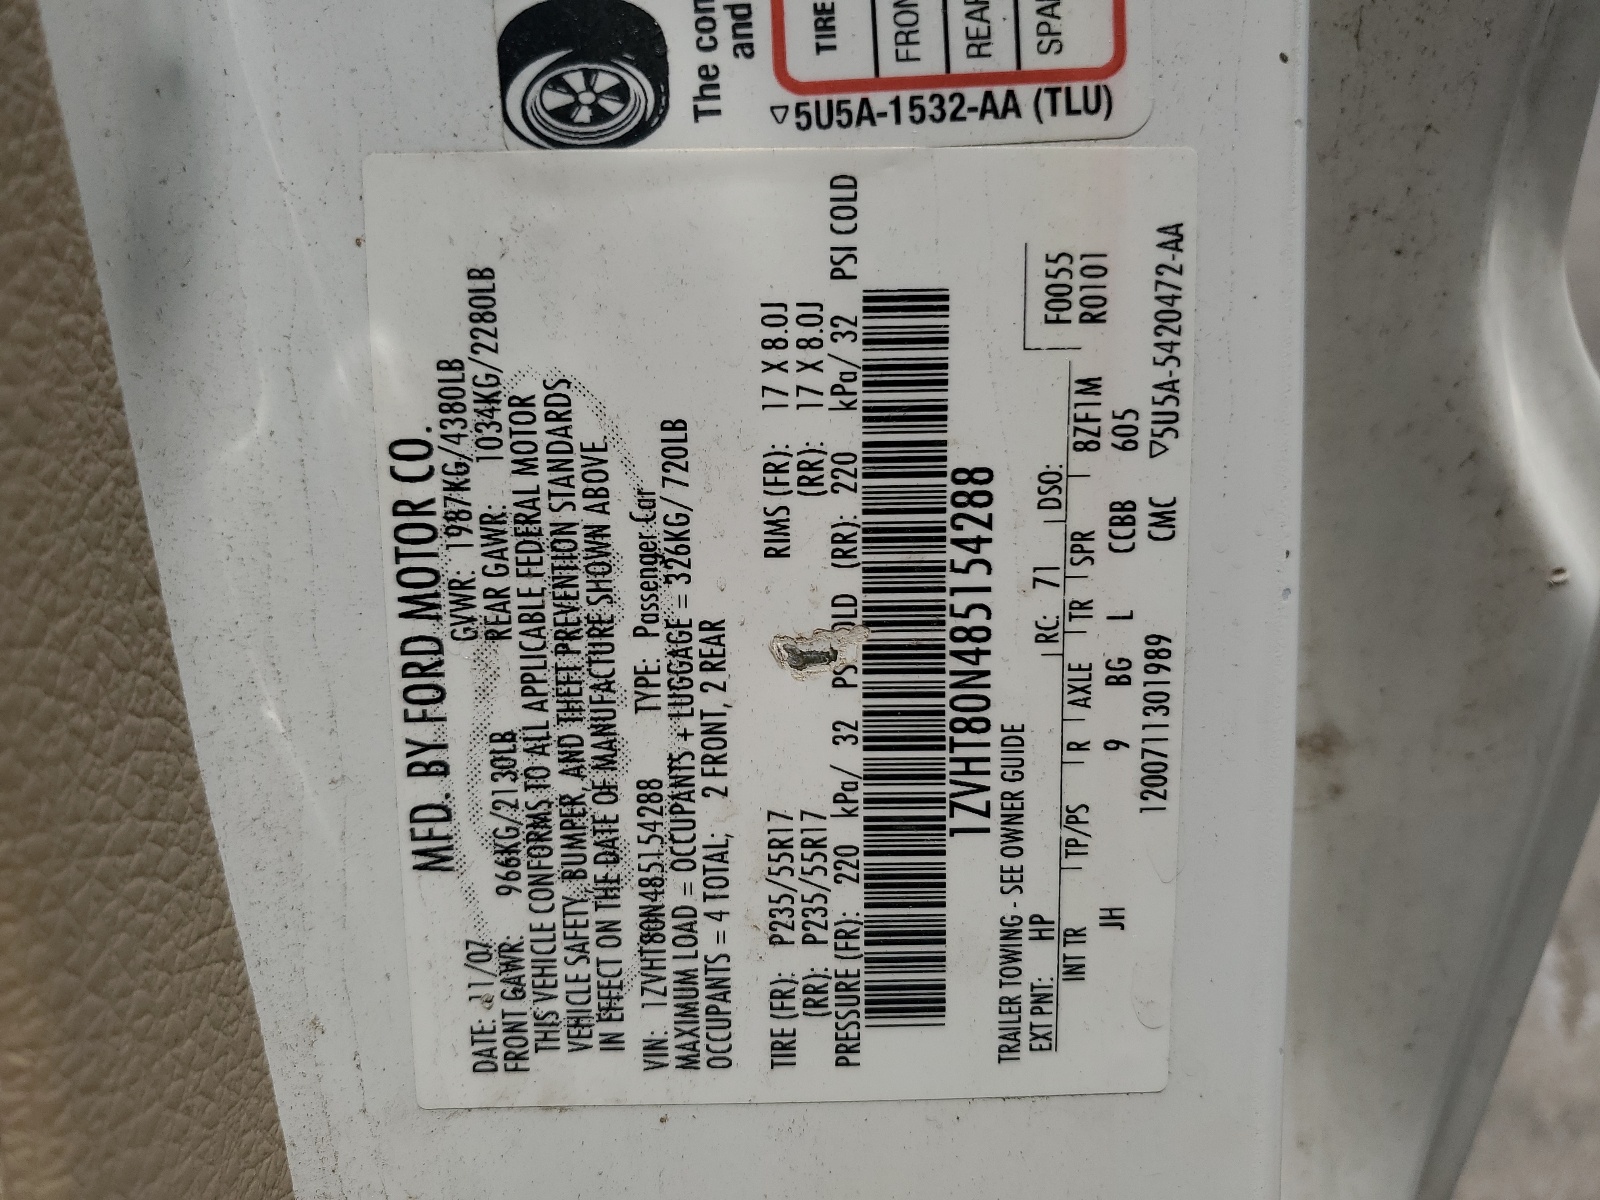 The con
and
TIRE
FRON
REAR
SPA
▽5U5A-1532-AA (TLU)
MFD. BY FORD MOTOR CO.
DATE: 11/07 GVWR: 1987KG/4380LB
FRONT GAWR: 966KG/2130LB REAR GAWR: 1034KG/2280LB
THIS VEHICLE CONFORMS TO ALL APPLICABLE FEDERAL MOTOR
VEHICLE SAFETY, BUMPER, AND THEFT PREVENTION STANDARDS
IN EFFECT ON THE DATE OF MANUFACTURE SHOWN ABOVE.
VIN: 1ZVHT80N485154288 TYPE: Passenger Car
MAXIMUM LOAD = OCCUPANTS + LUGGAGE = 326KG/720LB
OCCUPANTS = 4 TOTAL; 2 FRONT, 2 REAR
TIRE (FR): P235/55R17 RIMS (FR): 17 X 8.0J
(RR): P235/55R17 (RR): 17 X 8.0J
PRESSURE (FR): 220 kPa/ 32 PS OLD (RR): 220 kPa/ 32 PSI COLD
1ZVHT80N485154288
TRAILER TOWING - SEE OWNER GUIDE
EXT PNT: HP RC: 71 DSO: F0055
R0101
INT TR TP/PS R AXLE TR SPR 8ZF1M
JH 9 BG L CCBB 605
1200711301989 CMC ▽5U5A-5420472-AA